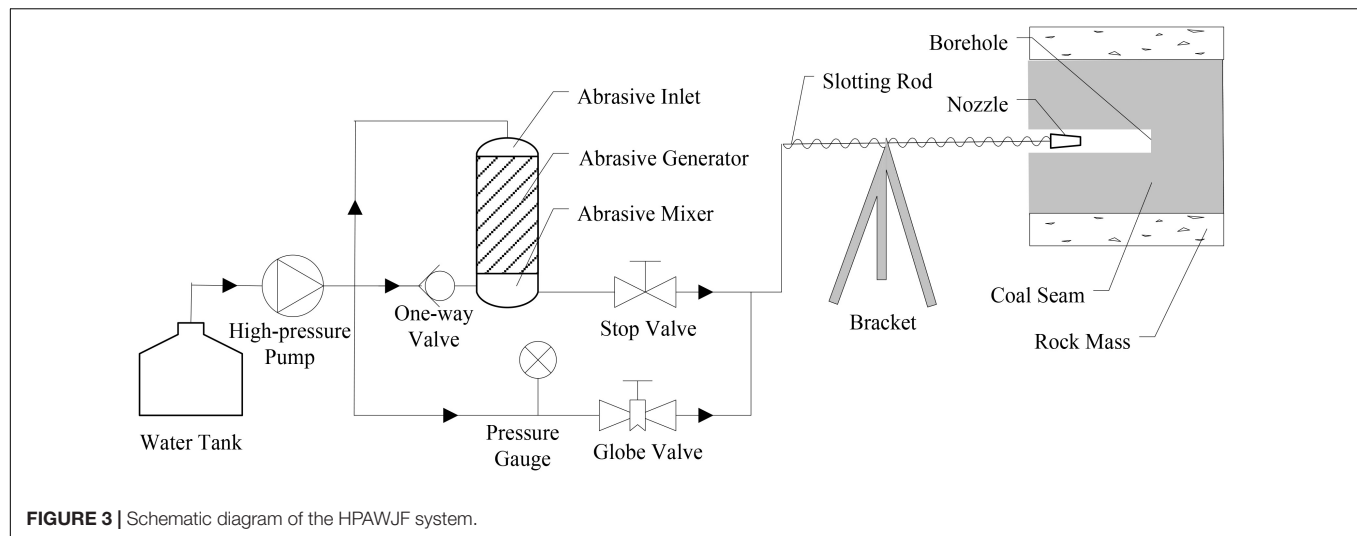 Borehole
Slotting Rod
Nozzle
Abrasive Inlet
Abrasive Generator
Abrasive Mixer
High-pressure
Pump
One-way
Valve
Stop Valve
Bracket
Coal Seam
Rock Mass
Water Tank
Pressure
Gauge
Globe Valve
FIGURE 3 | Schematic diagram of the HPAWJF system.